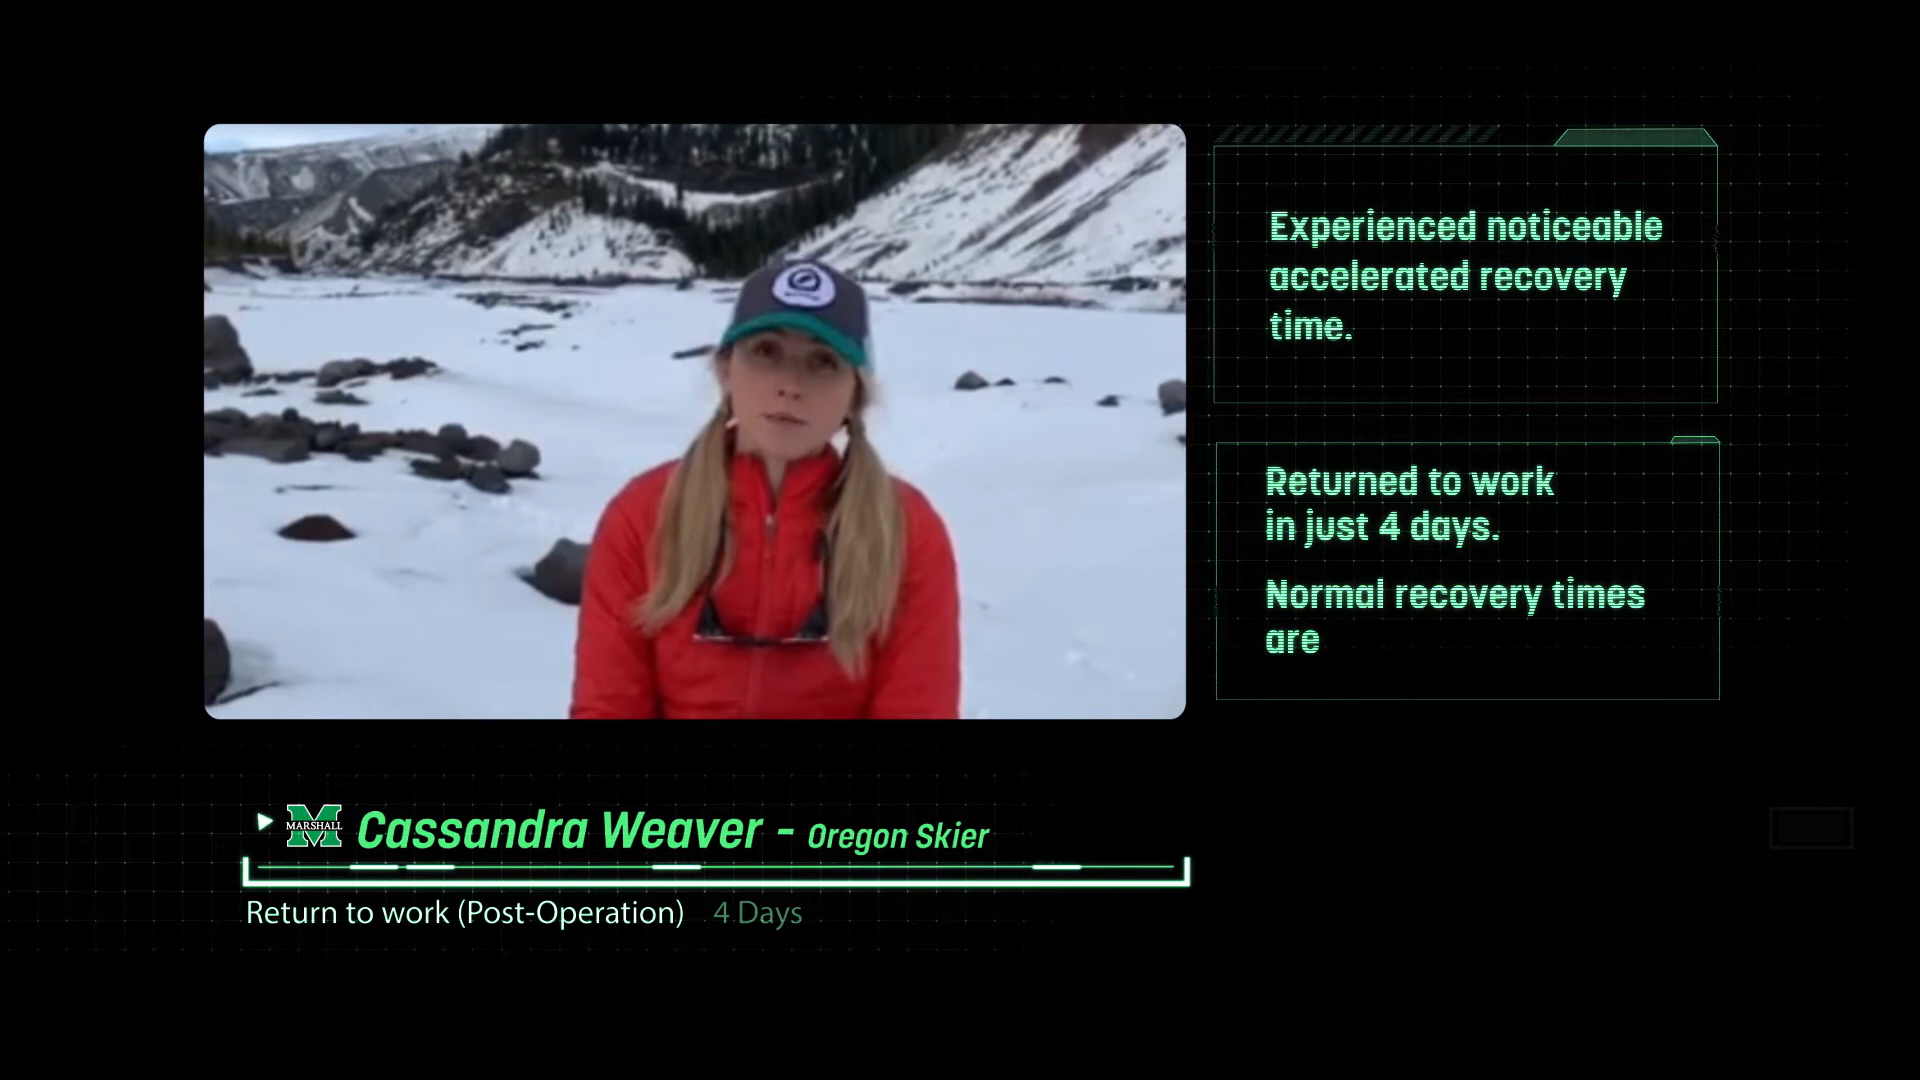 Experienced noticeable
accelerated recovery
time.
Returned to work
in just 4 days.
Normal recovery times
are
MARSHALL
Cassandra Weaver - Oregon Skier
Return to work (Post-Operation) 4 Days